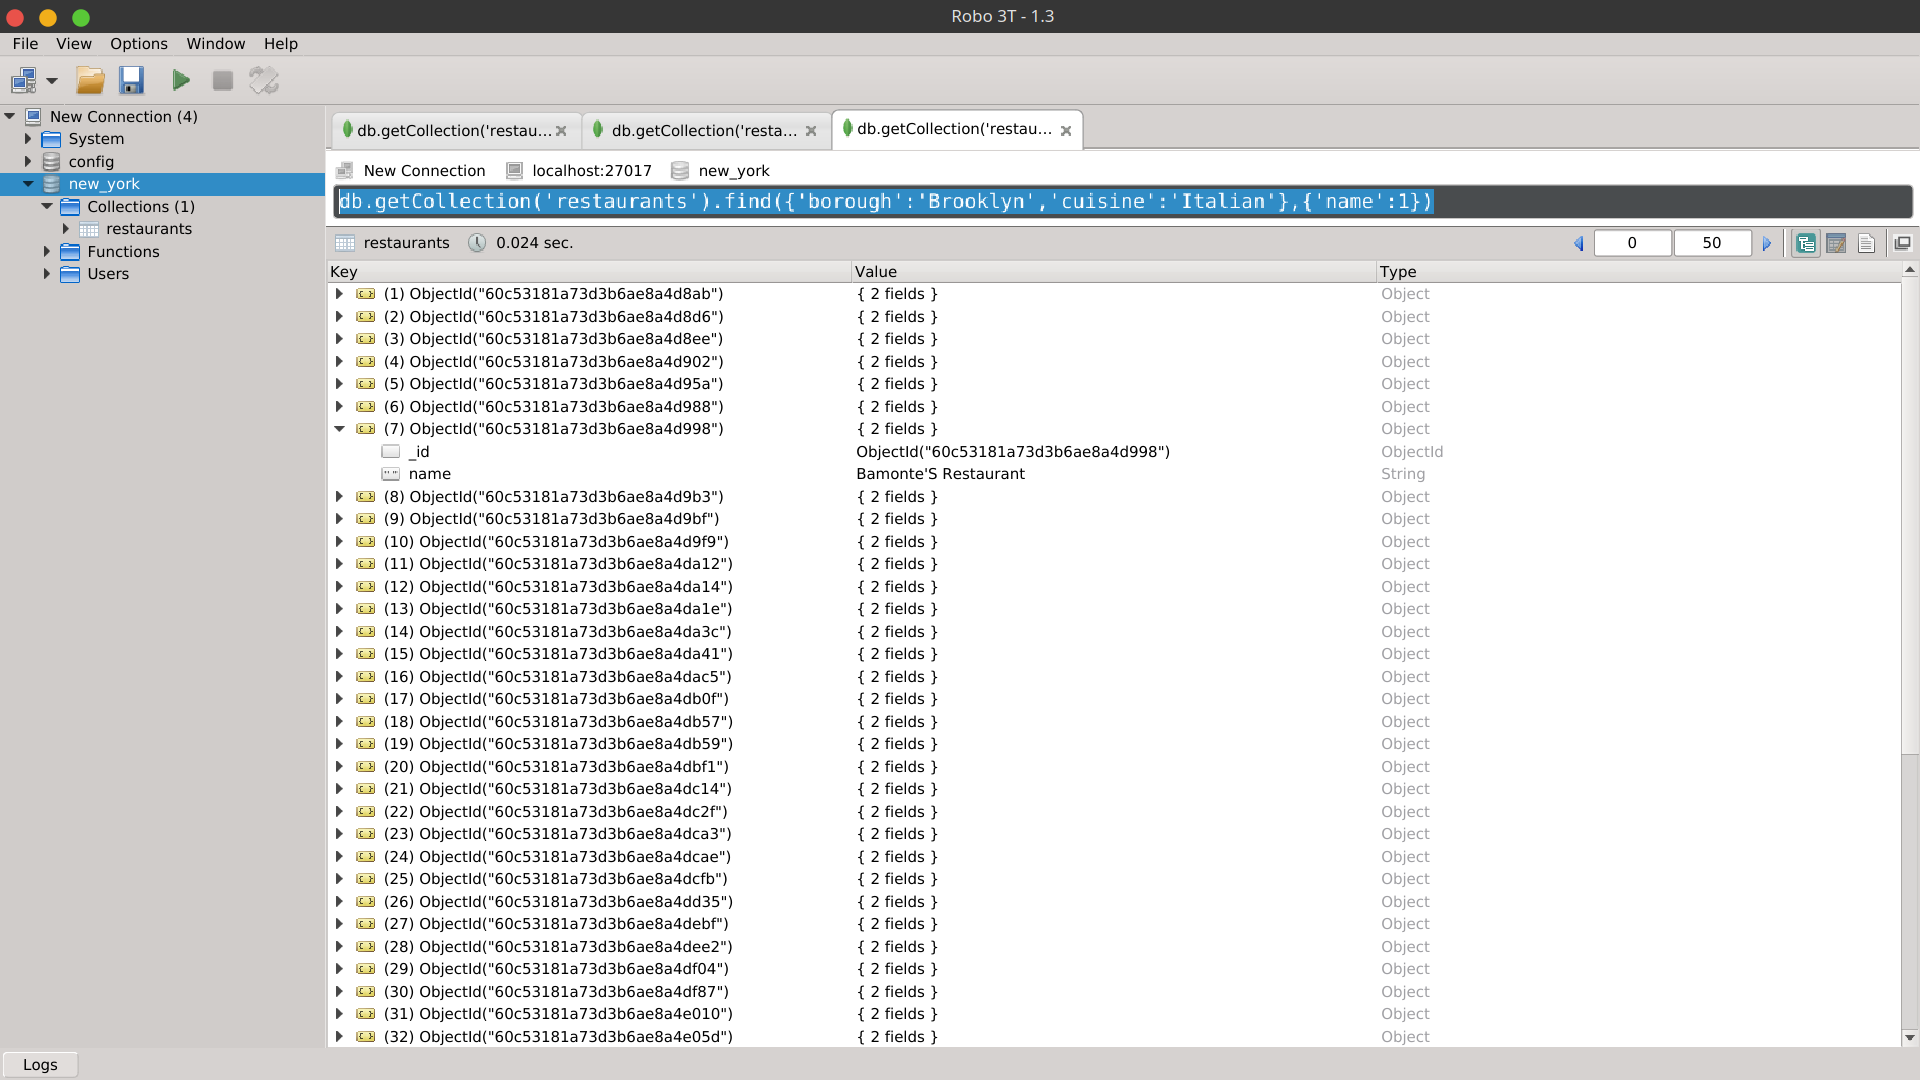 Robo 3T - 1.3
File View Options Window Help
New Connection (4)
System
config
new_york
Collections (1)
restaurants
Functions
Users
db.getCollection('restau... db.getCollection('resta... db.getCollection('restau...
New Connection localhost:27017 new_york
db.getCollection('restaurants').find({'borough':'Brooklyn','cuisine':'Italian'},{'name':1})
restaurants 0.024 sec. 0 50
Key Value Type
(1) ObjectId("60c53181a73d3b6ae8a4d8ab") { 2 fields } Object
(2) ObjectId("60c53181a73d3b6ae8a4d8d6") { 2 fields } Object
(3) ObjectId("60c53181a73d3b6ae8a4d8ee") { 2 fields } Object
(4) ObjectId("60c53181a73d3b6ae8a4d902") { 2 fields } Object
(5) ObjectId("60c53181a73d3b6ae8a4d95a") { 2 fields } Object
(6) ObjectId("60c53181a73d3b6ae8a4d988") { 2 fields } Object
(7) ObjectId("60c53181a73d3b6ae8a4d998") { 2 fields } Object
_id ObjectId("60c53181a73d3b6ae8a4d998") ObjectId
name Bamonte'S Restaurant String
(8) ObjectId("60c53181a73d3b6ae8a4d9b3") { 2 fields } Object
(9) ObjectId("60c53181a73d3b6ae8a4d9bf") { 2 fields } Object
(10) ObjectId("60c53181a73d3b6ae8a4d9f9") { 2 fields } Object
(11) ObjectId("60c53181a73d3b6ae8a4da12") { 2 fields } Object
(12) ObjectId("60c53181a73d3b6ae8a4da14") { 2 fields } Object
(13) ObjectId("60c53181a73d3b6ae8a4da1e") { 2 fields } Object
(14) ObjectId("60c53181a73d3b6ae8a4da3c") { 2 fields } Object
(15) ObjectId("60c53181a73d3b6ae8a4da41") { 2 fields } Object
(16) ObjectId("60c53181a73d3b6ae8a4dac5") { 2 fields } Object
(17) ObjectId("60c53181a73d3b6ae8a4db0f") { 2 fields } Object
(18) ObjectId("60c53181a73d3b6ae8a4db57") { 2 fields } Object
(19) ObjectId("60c53181a73d3b6ae8a4db59") { 2 fields } Object
(20) ObjectId("60c53181a73d3b6ae8a4dbf1") { 2 fields } Object
(21) ObjectId("60c53181a73d3b6ae8a4dc14") { 2 fields } Object
(22) ObjectId("60c53181a73d3b6ae8a4dc2f") { 2 fields } Object
(23) ObjectId("60c53181a73d3b6ae8a4dca3") { 2 fields } Object
(24) ObjectId("60c53181a73d3b6ae8a4dcae") { 2 fields } Object
(25) ObjectId("60c53181a73d3b6ae8a4dcfb") { 2 fields } Object
(26) ObjectId("60c53181a73d3b6ae8a4dd35") { 2 fields } Object
(27) ObjectId("60c53181a73d3b6ae8a4debf") { 2 fields } Object
(28) ObjectId("60c53181a73d3b6ae8a4dee2") { 2 fields } Object
(29) ObjectId("60c53181a73d3b6ae8a4df04") { 2 fields } Object
(30) ObjectId("60c53181a73d3b6ae8a4df87") { 2 fields } Object
(31) ObjectId("60c53181a73d3b6ae8a4e010") { 2 fields } Object
(32) ObjectId("60c53181a73d3b6ae8a4e05d") { 2 fields } Object
Logs